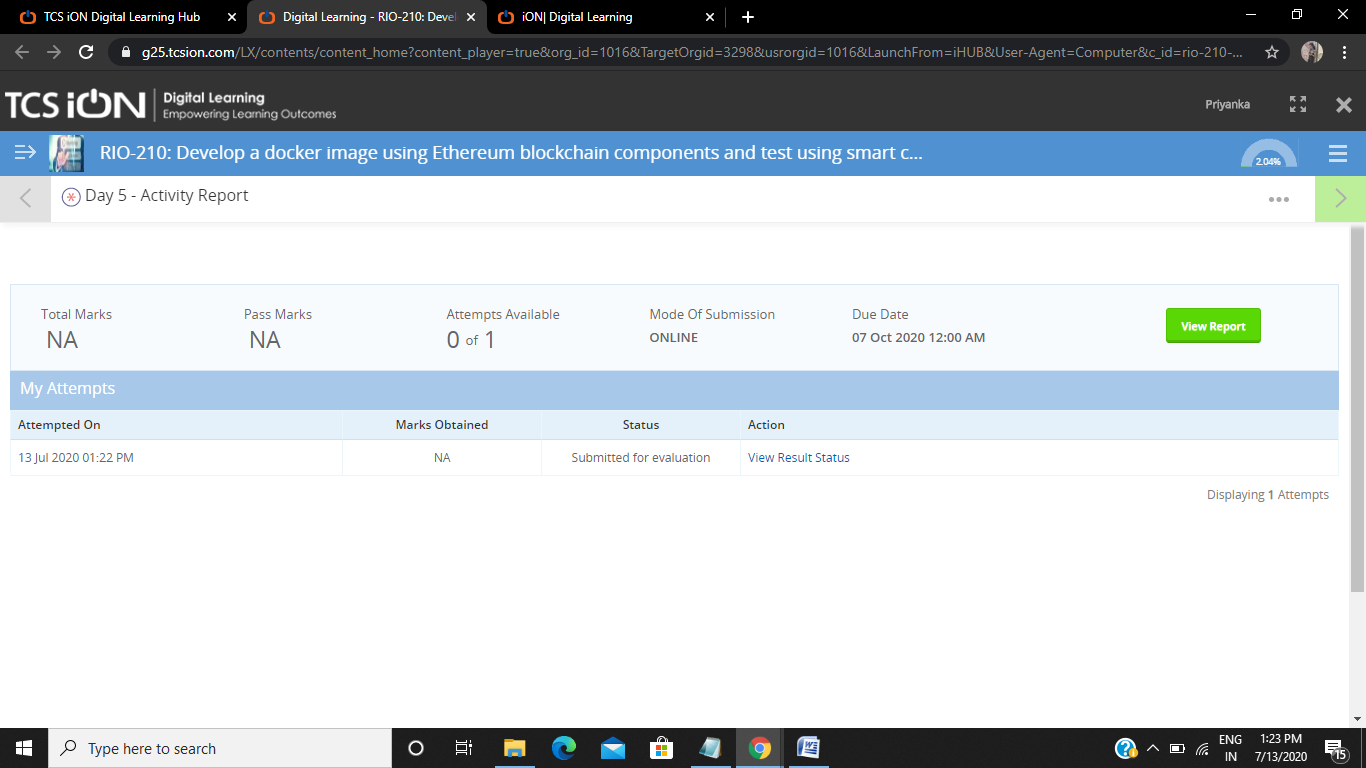 TCS iON Digital Learning Hub
Digital Learning - RIO-210: Devel
iON| Digital Learning
g25.tcsion.com/LX/contents/content_home?content_player=true&org_id=1016&TargetOrgid=3298&usrorgid=1016&LaunchFrom=iHUB&User-Agent=Computer&c_id=rio-210-...
TCS iON Digital Learning
Empowering Learning Outcomes
Priyanka
RIO-210: Develop a docker image using Ethereum blockchain components and test using smart c...
2.04%
Day 5 - Activity Report
Total Marks Pass Marks Attempts Available Mode Of Submission Due Date
NA NA 0 of 1 ONLINE 07 Oct 2020 12:00 AM
View Report
My Attempts
Attempted On Marks Obtained Status Action
13 Jul 2020 01:22 PM NA Submitted for evaluation View Result Status
Displaying 1 Attempts
Type here to search
ENG 1:23 PM
IN 7/13/2020
15